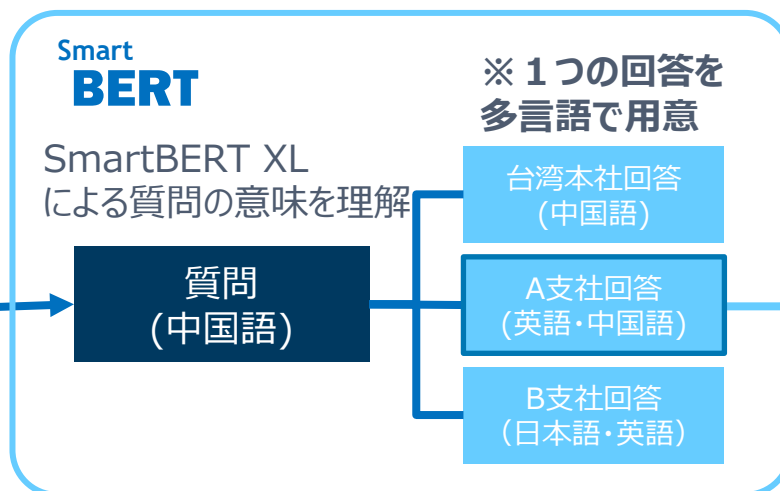 Smart
BERT
※１つの回答を
多言語で用意
SmartBERT XL
による質問の意味を理解
質問
(中国語)
台湾本社回答
(中国語)
A支社回答
(英語・中国語)
B支社回答
（日本語・英語）